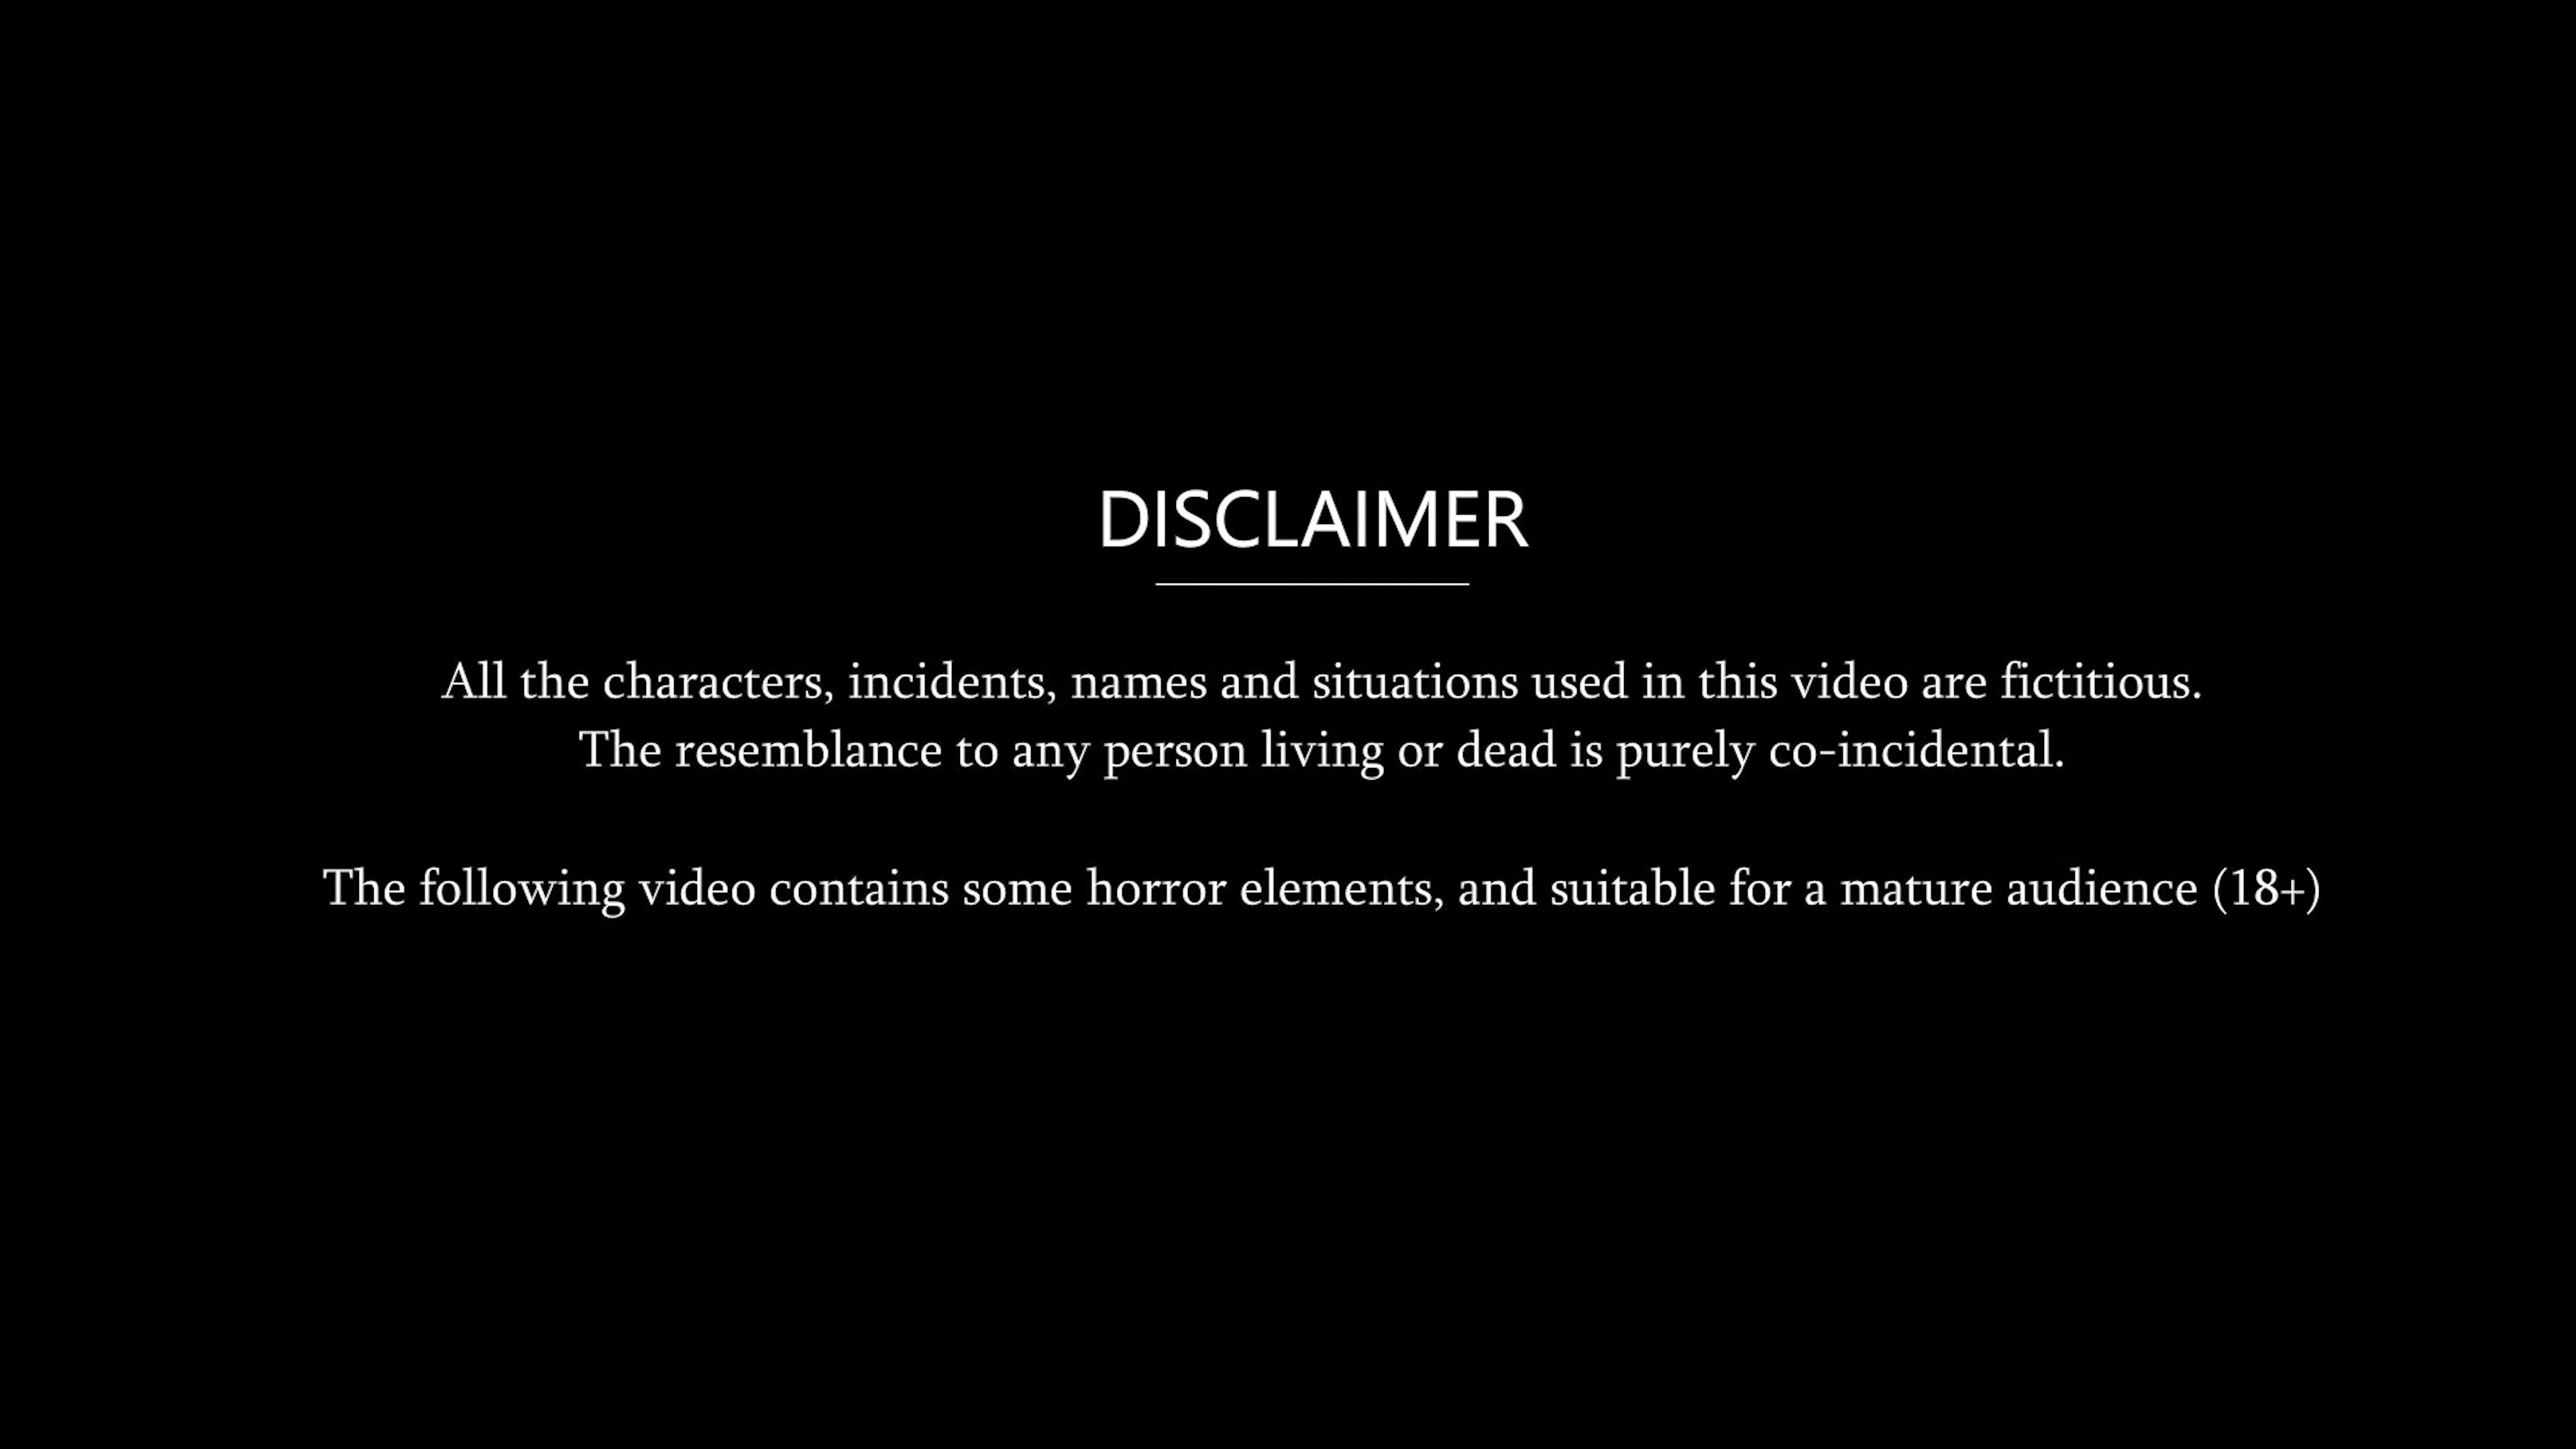 DISCLAIMER
All the characters, incidents, names and situations used in this video are fictitious.
The resemblance to any person living or dead is purely co-incidental.
The following video contains some horror elements, and suitable for a mature audience (18+)